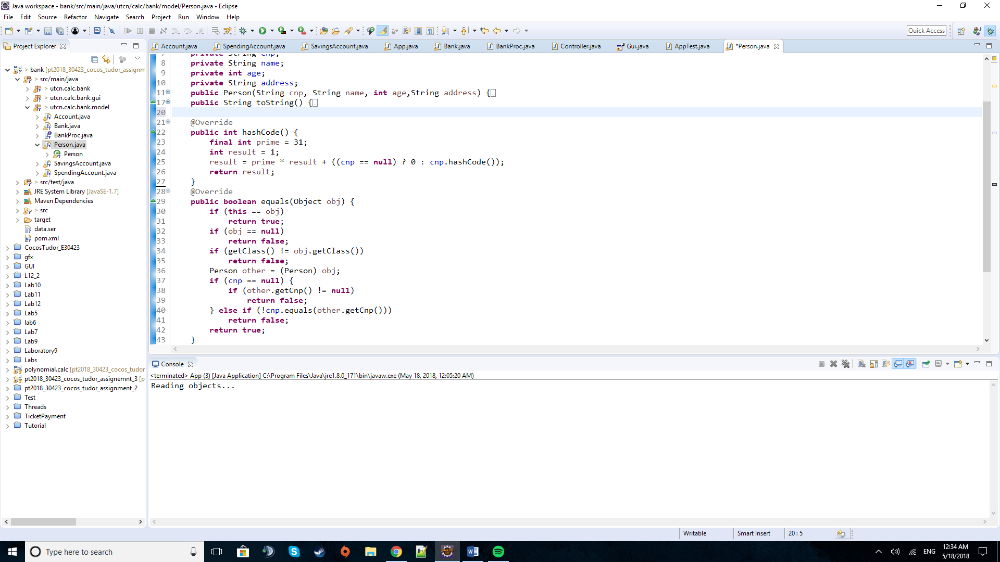 Java workspace - bank/src/main/java/utcn/calc/bank/model/Person.java - Eclipse
File Edit Source Refactor Navigate Search Project Run Window Help
Quick Access
Project Explorer
Account.java SpendingAccount.java SavingsAccount.java App.java Bank.java BankProc.java Controller.java Gui.java AppTest.java *Person.java
> bank [pt2018_30423_cocos_tudor_assignm
> src/main/java
> utcn.calc.bank
> utcn.calc.bank.gui
> utcn.calc.bank.model
Account.java
Bank.java
BankProc.java
Person.java
Person
SavingsAccount.java
SpendingAccount.java
> src/test/java
JRE System Library [JavaSE-1.7]
Maven Dependencies
> src
target
data.ser
pom.xml
CocosTudor_E30423
gfx
GUI
L12_2
Lab10
Lab11
Lab12
Lab5
lab6
Lab7
Lab9
Laboratory9
Labs
polynomial.calc [pt2018_30423_cocos_tudor
pt2018_30423_cocos_tudor_assignemnt_3 [p
pt2018_30423_cocos_tudor_assignment_2
Test
Threads
TicketPayment
Tutorial
7 private String cnp;
8 private String name;
9 private int age;
10 private String address;
11 public Person(String cnp, String name, int age,String address) {
17 public String toString() {
20
21 @Override
22 public int hashCode() {
23 final int prime = 31;
24 int result = 1;
25 result = prime * result + ((cnp == null) ? 0 : cnp.hashCode());
26 return result;
27 }
28 @Override
29 public boolean equals(Object obj) {
30 if (this == obj)
31 return true;
32 if (obj == null)
33 return false;
34 if (getClass() != obj.getClass())
35 return false;
36 Person other = (Person) obj;
37 if (cnp == null) {
38 if (other.getCnp() != null)
39 return false;
40 } else if (!cnp.equals(other.getCnp()))
41 return false;
42 return true;
43 }
Console
<terminated> App (3) [Java Application] C:\Program Files\Java\jre1.8.0_171\bin\javaw.exe (May 18, 2018, 12:05:20 AM)
Reading objects...
Writable Smart Insert 20 : 5
Type here to search
ENG
12:34 AM
5/18/2018